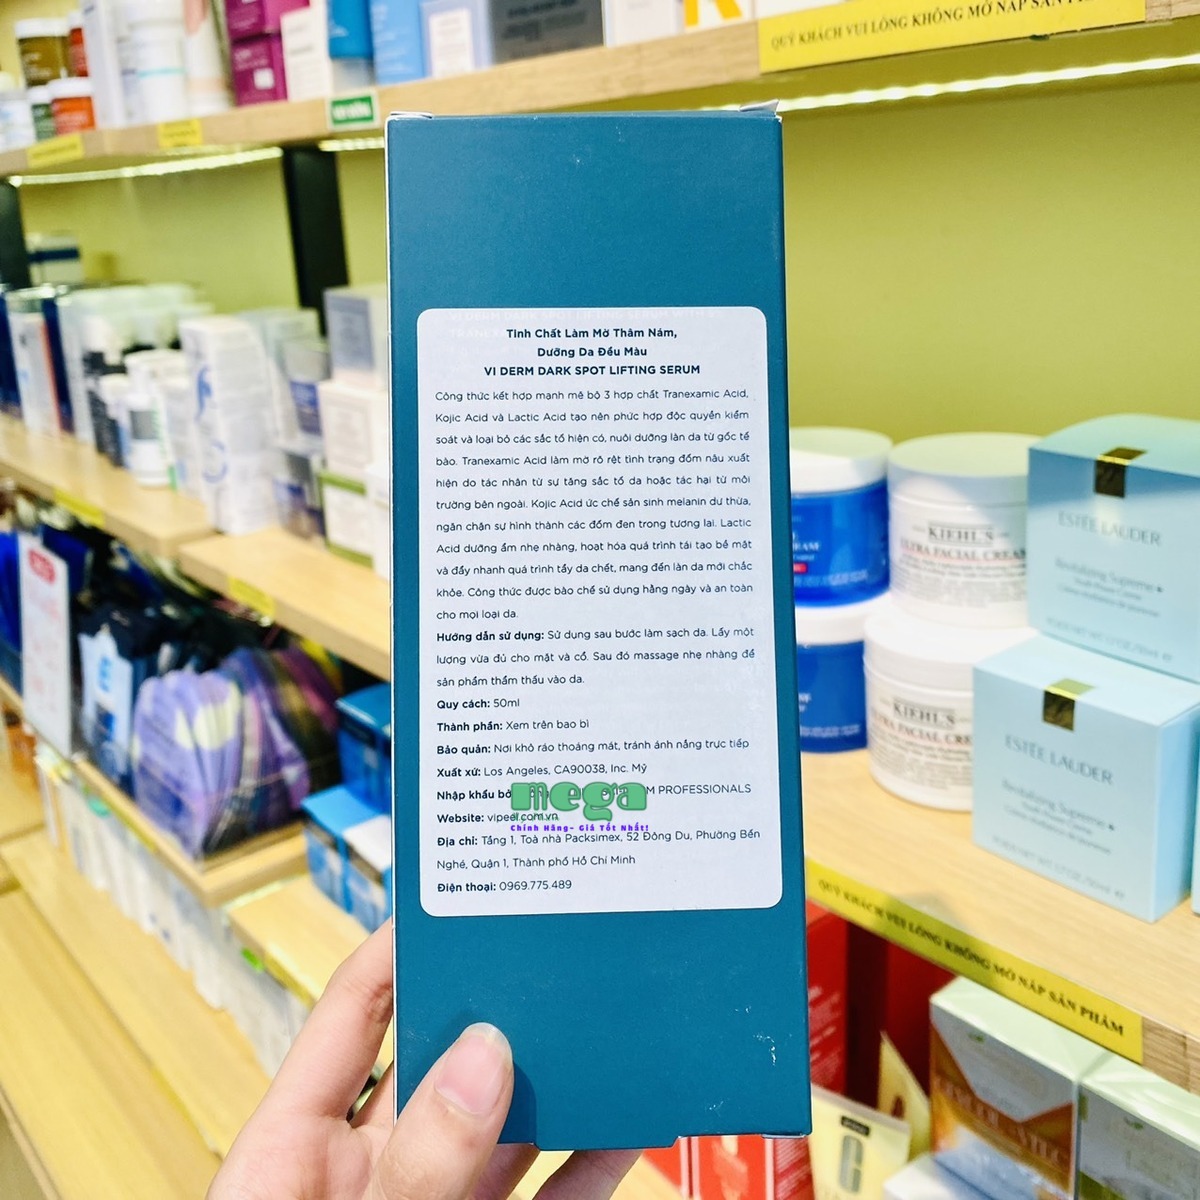 QUÝ KHÁCH VUI LÒNG KHÔNG MỞ NẮP SẢN
Tinh Chất Làm Mờ Thâm Nám,
Dưỡng Da Đều Màu
VI DERM DARK SPOT LIFTING SERUM
Công thức kết hợp mạnh mẽ bộ 3 hợp chất Tranexamic Acid,
Kojic Acid và Lactic Acid tạo nên phức hợp độc quyền kiểm
soát và loại bỏ các sắc tố hiện có, nuôi dưỡng làn da từ gốc tế
bào. Tranexamic Acid làm mờ rõ rệt tình trạng đốm nâu xuất
hiện do tác nhân từ sự tăng sắc tố da hoặc tác hại từ môi
trường bên ngoài. Kojic Acid ức chế sản sinh melanin dư thừa,
ngăn chặn sự hình thành các đốm đen trong tương lai. Lactic
Acid dưỡng ẩm nhẹ nhàng, hoạt hóa quá trình tái tạo bề mặt
và đẩy nhanh quá trình tẩy da chết, mang đến làn da mới chắc
khỏe. Công thức được bào chế sử dụng hằng ngày và an toàn
cho mọi loại da.
Hướng dẫn sử dụng: Sử dụng sau bước làm sạch da. Lấy một
lượng vừa đủ cho mặt và cổ. Sau đó massage nhẹ nhàng để
sản phẩm thẩm thấu vào da.
Quy cách: 50ml
Thành phần: Xem trên bao bì
Bảo quản: Nơi khô ráo thoáng mát, tránh ánh nắng trực tiếp
Xuất xứ: Los Angeles, CA90038, Inc. Mỹ
Nhập khẩu bở PROFESSIONALS
mega
Website: vipeel.com.vn
Chính Hãng- Giá Tốt Nhất!
Địa chỉ: Tầng 1, Toà nhà Packsimex, 52 Đông Du, Phường Bến
Nghé, Quận 1, Thành phố Hồ Chí Minh
Điện thoại: 0969.775.489
KIEHL'S
ULTRA FACIAL CREAM
ESTĒE LAUDER
Revitalizing Supreme+
KIEHL'S
ULTRA FACIAL CRE
ESTĒE LAUDER
Revitalizing Supreme+
QUÝ KHÁCH VUI LÒNG KHÔNG MỞ NẮP SẢN PHẨM